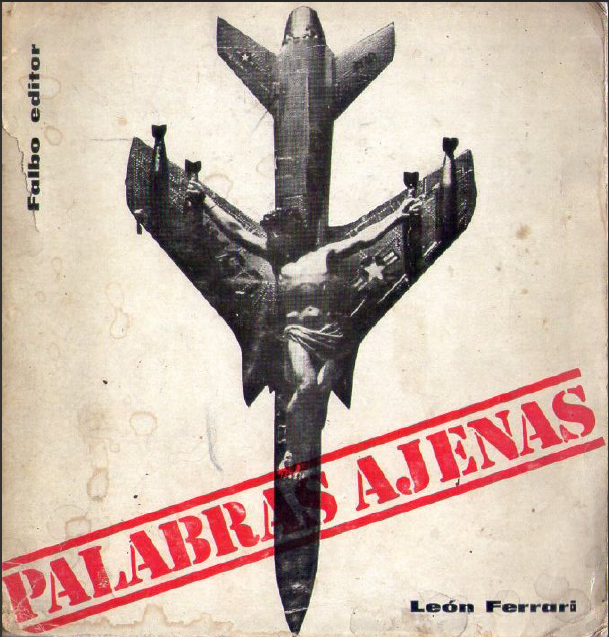 Falbo editor
PALABRAS AJENAS
León Ferrari